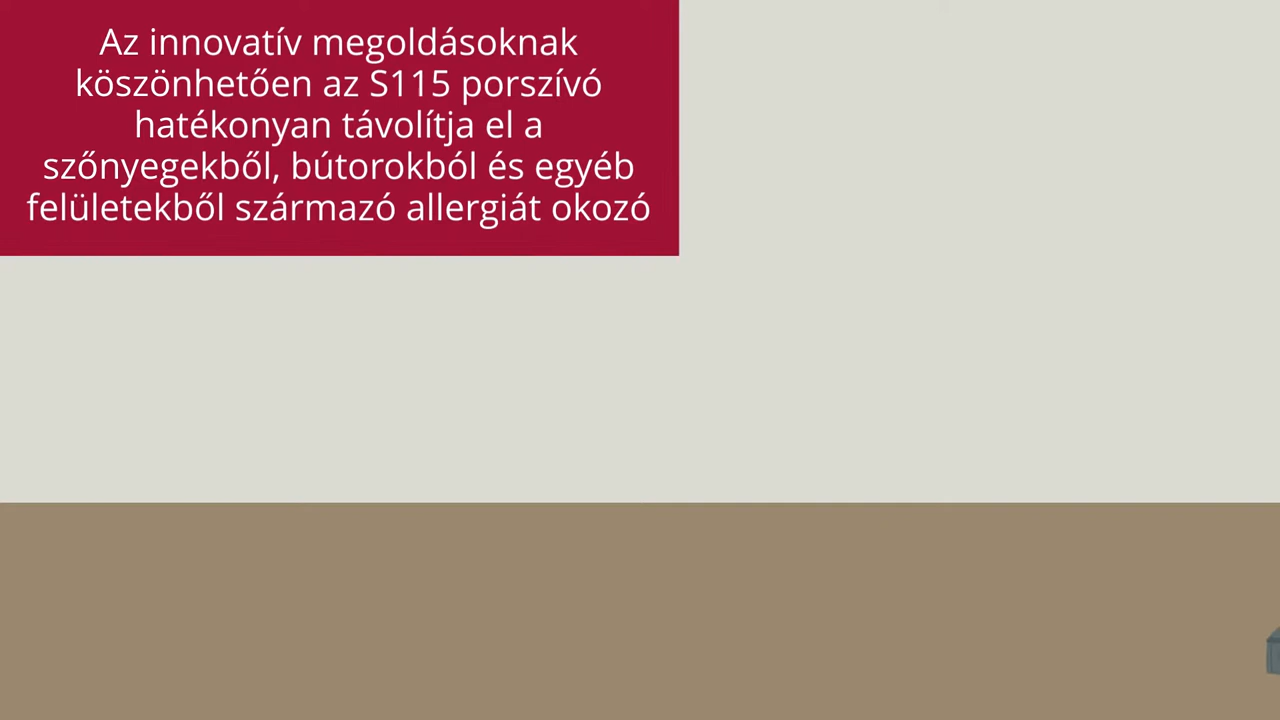 Az innovatív megoldásoknak
köszönhetően az S115 porszívó
hatékonyan távolítja el a
szőnyegekből, bútorokból és egyéb
felületekből származó allergiát okozó